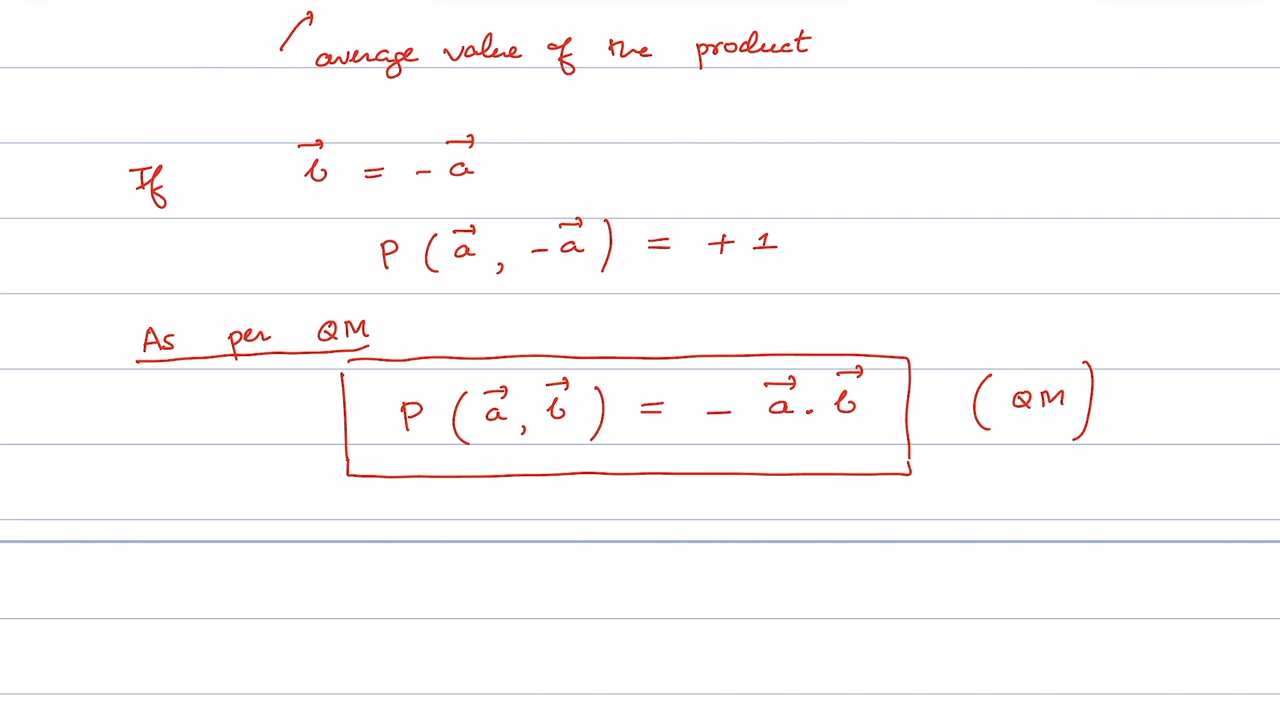 average value of the product
If b⃗ = - a⃗
P ( a⃗ , - a⃗ ) = + 1
As per QM
P ( a⃗ , b⃗ ) = - a⃗ . b⃗ ( QM )